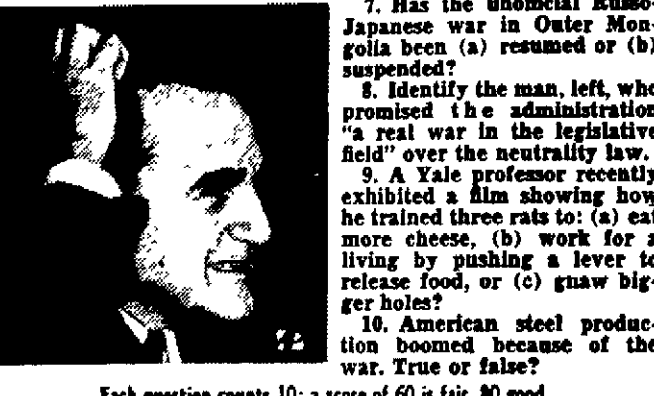 7. Has the unofficial Russo-
Japanese war in Outer Mon-
golia been (a) resumed or (b)
suspended?
8. Identify the man, left, who
promised the administration
"a real war in the legislative
field" over the neutrality law.
9. A Yale professor recently
exhibited a film showing how
he trained three rats to: (a) eat
more cheese, (b) work for a
living by pushing a lever to
release food, or (c) gnaw big-
ger holes?
10. American steel produc-
tion boomed because of the
war. True or false?
Each question counts 10; a score of 60 is fair, 80 good.